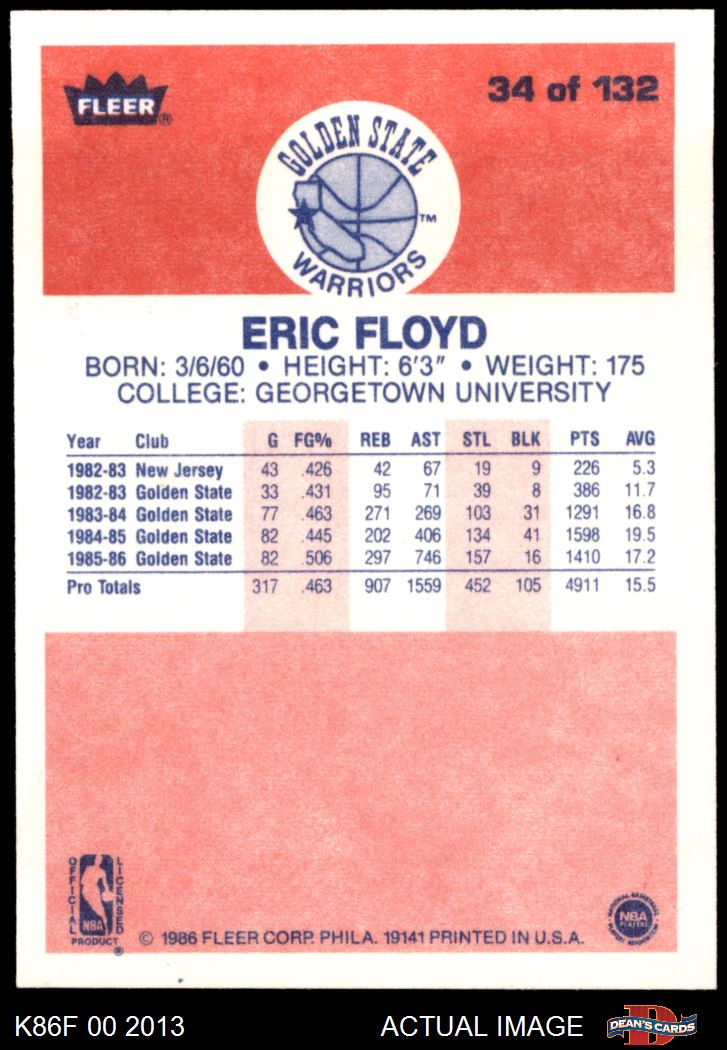 FLEER ®
34 of 132
GOLDEN STATE
WARRIORS ™
ERIC FLOYD
BORN: 3/6/60 • HEIGHT: 6'3" • WEIGHT: 175
COLLEGE: GEORGETOWN UNIVERSITY
Year Club G FG% REB AST STL BLK PTS AVG
1982-83 New Jersey 43 .426 42 67 19 9 226 5.3
1982-83 Golden State 33 .431 95 71 39 8 386 11.7
1983-84 Golden State 77 .463 271 269 103 31 1291 16.8
1984-85 Golden State 82 .445 202 406 134 41 1598 19.5
1985-86 Golden State 82 .506 297 746 157 16 1410 17.2
Pro Totals 317 .463 907 1559 452 105 4911 15.5
OFFICIAL
LICENSED
NBA
PRODUCT ®
© 1986 FLEER CORP. PHILA. 19141 PRINTED IN U.S.A.
NATIONAL BASKETBALL
NBA
PLAYERS
PLAYERS ASSOCIATION
K86F 00 2013
ACTUAL IMAGE
D
DEAN'S CARDS